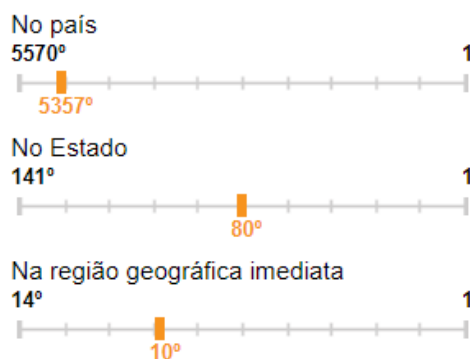 No país
5570º 1
5357º
No Estado
141º 1
80º
Na região geográfica imediata
14º 1
10º